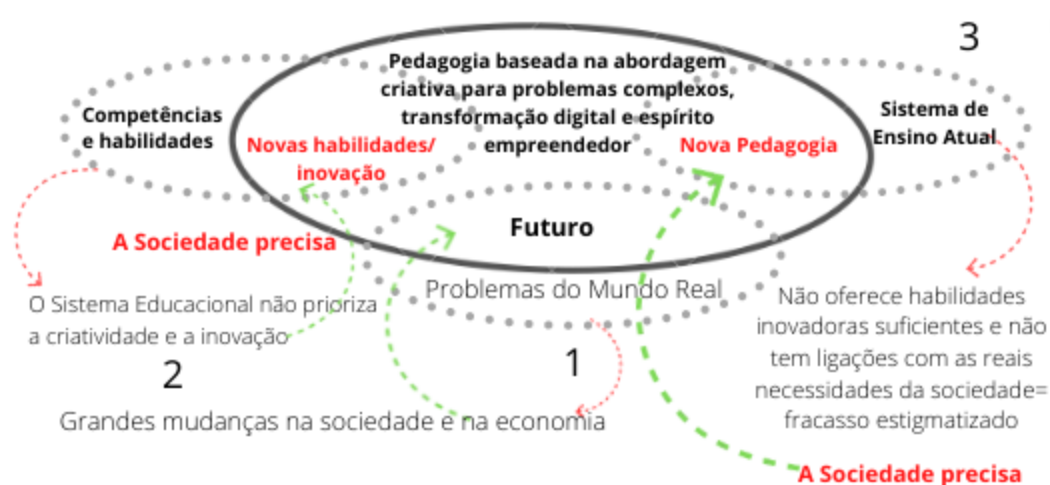 3
Pedagogia baseada na abordagem
criativa para problemas complexos,
transformação digital e espírito
empreendedor
Competências
e habilidades
Novas habilidades/
inovação
Nova Pedagogia
Sistema de
Ensino Atual
Futuro
A Sociedade precisa
Problemas do Mundo Real
O Sistema Educacional não prioriza
a criatividade e a inovação
2
1
Grandes mudanças na sociedade e na economia
Não oferece habilidades
inovadoras suficientes e não
tem ligações com as reais
necessidades da sociedade=
fracasso estigmatizado
A Sociedade precisa